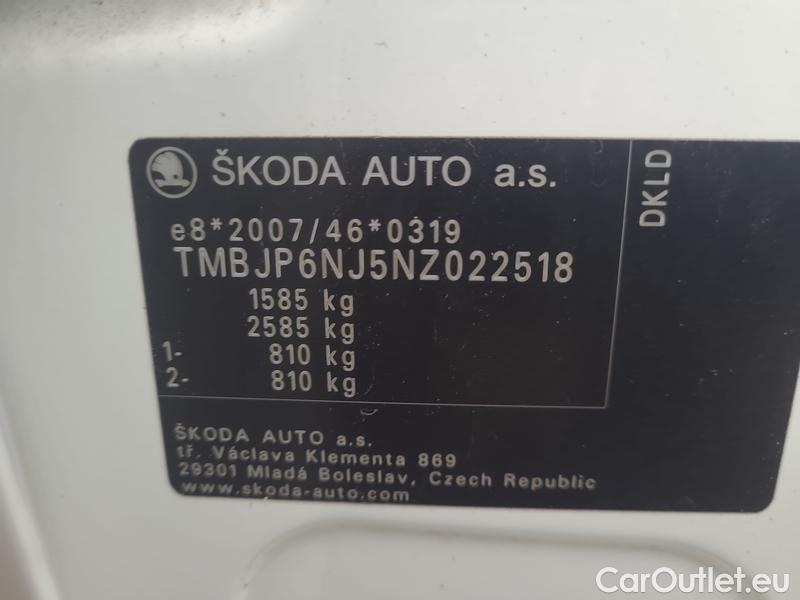 ŠKODA AUTO a.s.
DKLD
e8*2007/46*0319
TMBJP6NJ5NZ022518
1585 kg
2585 kg
1- 810 kg
2- 810 kg
ŠKODA AUTO a.s.
tř. Václava Klementa 869
29301 Mladá Boleslav, Czech Republic
www.skoda-auto.com
CarOutlet.eu